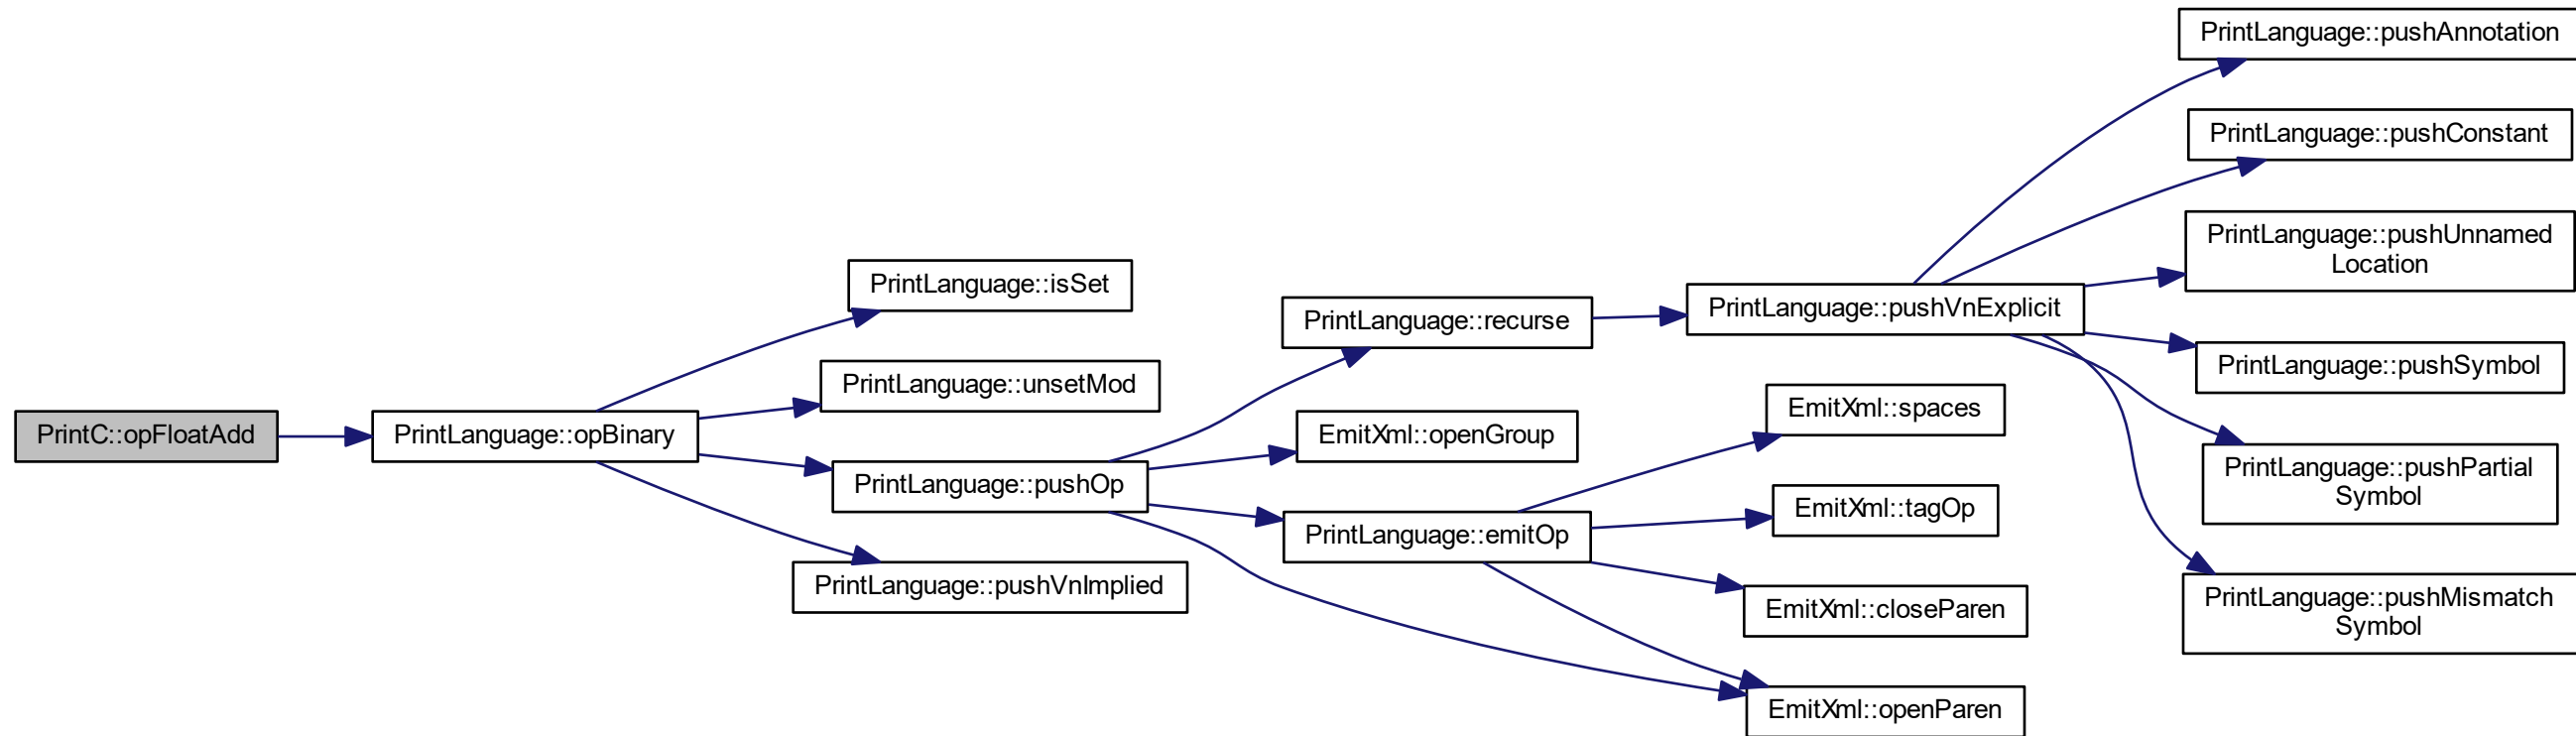 PrintC::opFloatAdd
PrintLanguage::opBinary
PrintLanguage::isSet
PrintLanguage::unsetMod
PrintLanguage::pushOp
PrintLanguage::pushVnImplied
PrintLanguage::recurse
EmitXml::openGroup
PrintLanguage::emitOp
PrintLanguage::pushVnExplicit
EmitXml::spaces
EmitXml::tagOp
EmitXml::closeParen
EmitXml::openParen
PrintLanguage::pushAnnotation
PrintLanguage::pushConstant
PrintLanguage::pushUnnamed
Location
PrintLanguage::pushSymbol
PrintLanguage::pushPartial
Symbol
PrintLanguage::pushMismatch
Symbol